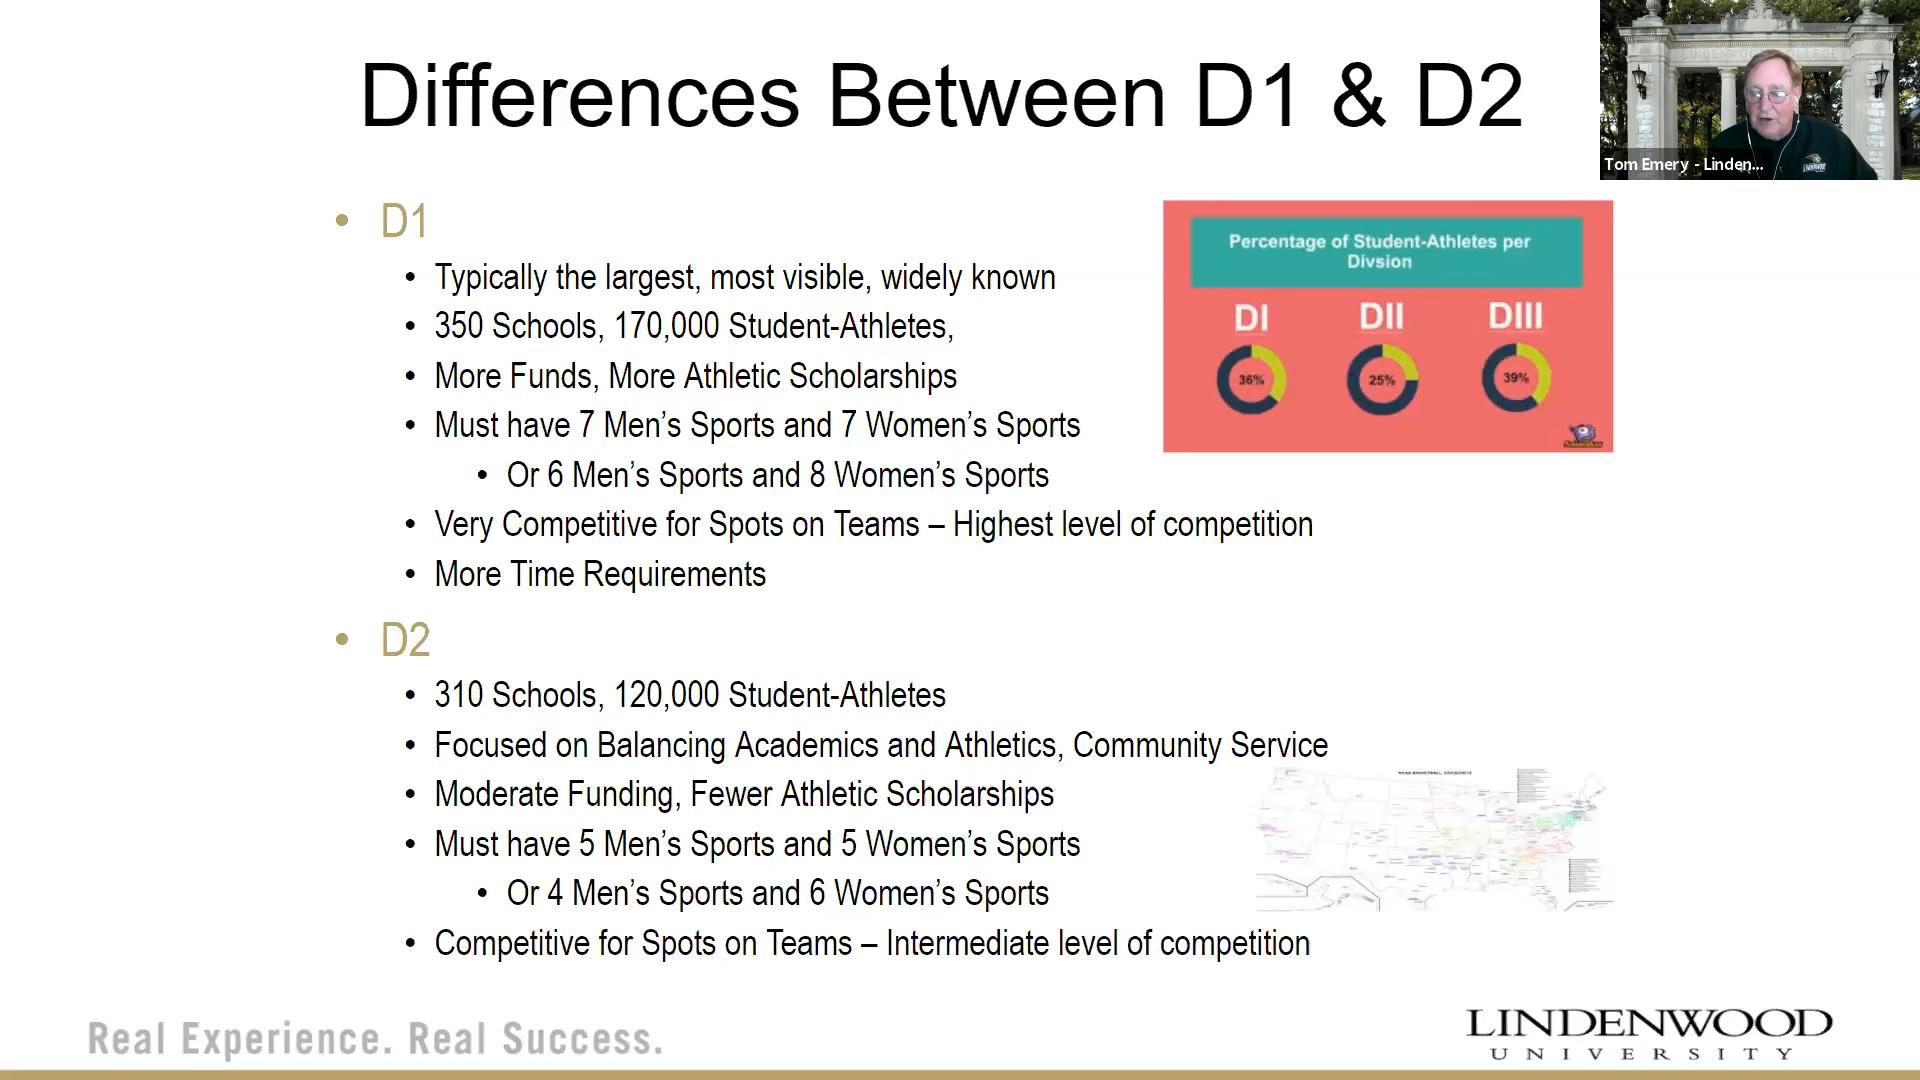 Differences Between D1 & D2
Tom Emery - Linden...
• D1
• Typically the largest, most visible, widely known
• 350 Schools, 170,000 Student-Athletes,
• More Funds, More Athletic Scholarships
• Must have 7 Men’s Sports and 7 Women’s Sports
• Or 6 Men’s Sports and 8 Women’s Sports
• Very Competitive for Spots on Teams – Highest level of competition
• More Time Requirements
Percentage of Student-Athletes per
Divsion
DI DII DIII
36% 25% 39%
• D2
• 310 Schools, 120,000 Student-Athletes
• Focused on Balancing Academics and Athletics, Community Service
• Moderate Funding, Fewer Athletic Scholarships
• Must have 5 Men’s Sports and 5 Women’s Sports
• Or 4 Men’s Sports and 6 Women’s Sports
• Competitive for Spots on Teams – Intermediate level of competition
Real Experience. Real Success.
LINDENWOOD
UNIVERSITY